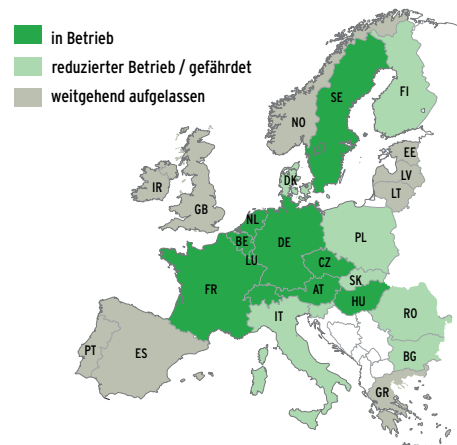 in Betrieb
reduzierter Betrieb / gefährdet
weitgehend aufgelassen
SE
FI
NO
EE
LV
LT
DK
IR
GB
NL
BE
LU
DE
PL
CZ
SK
FR
AT
HU
IT
RO
BG
PT
ES
GR